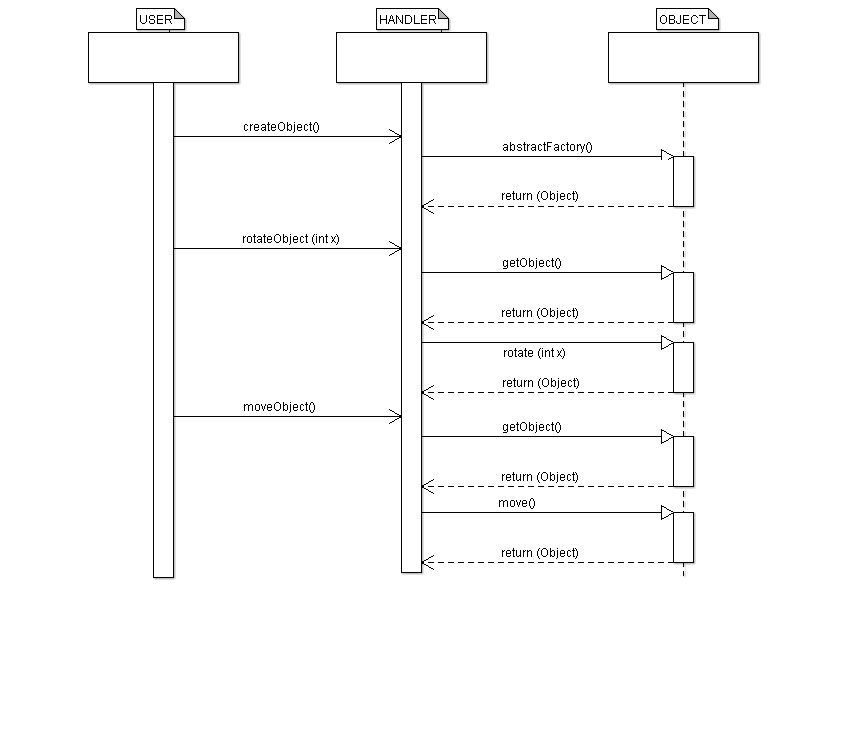 USER
HANDLER
OBJECT
createObject()
abstractFactory()
return (Object)
rotateObject (int x)
getObject()
return (Object)
rotate (int x)
return (Object)
moveObject()
getObject()
return (Object)
move()
return (Object)